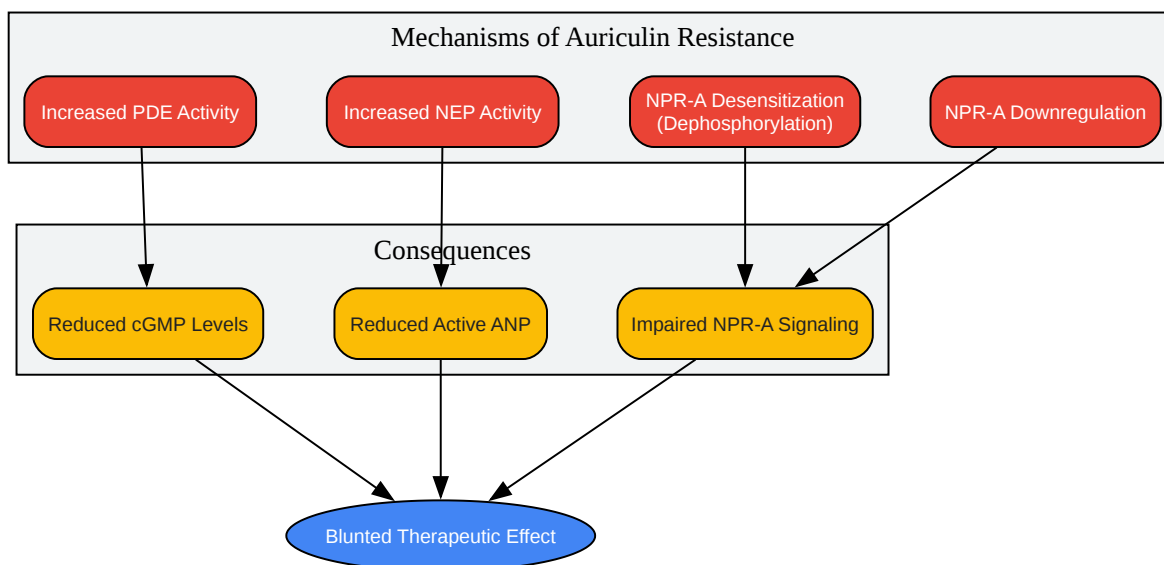 Mechanisms of Auriculin Resistance
Increased PDE Activity
Increased NEP Activity
NPR-A Desensitization
(Dephosphorylation)
NPR-A Downregulation
Consequences
Reduced cGMP Levels
Reduced Active ANP
Impaired NPR-A Signaling
Blunted Therapeutic Effect